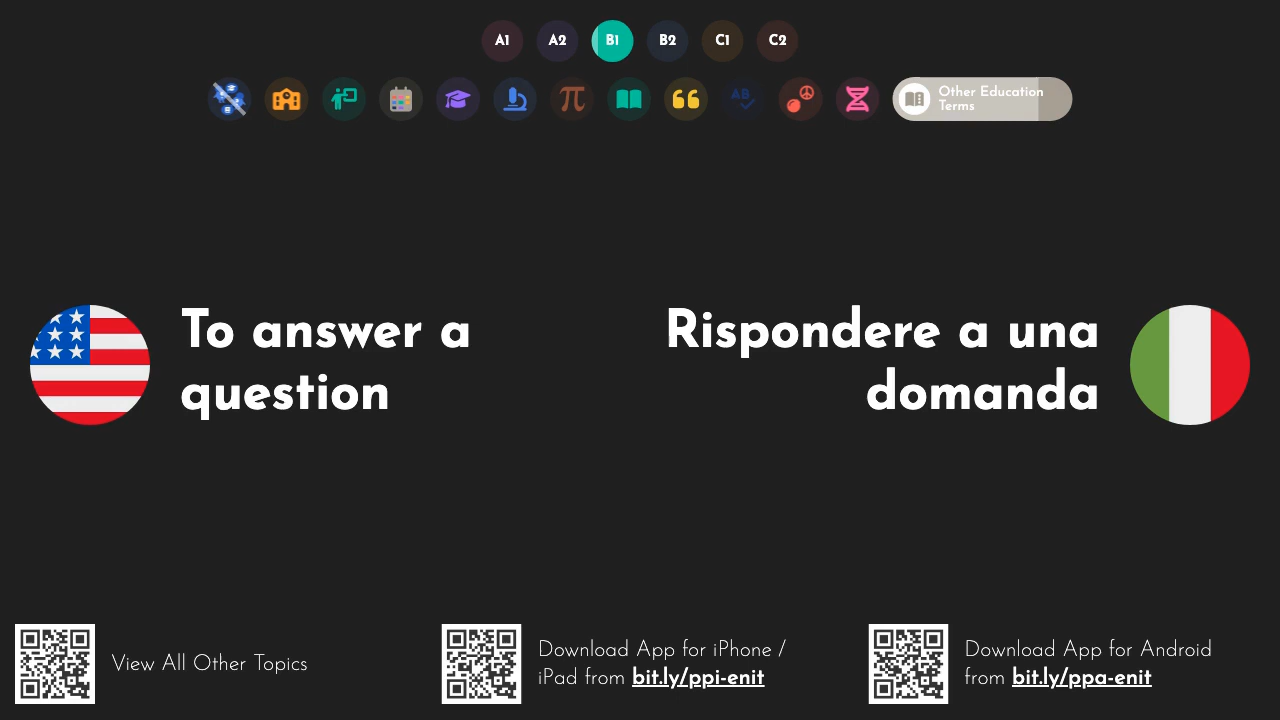 A1 A2 B1 B2 C1 C2
AB
Other Education
Terms
To answer a
question
Rispondere a una
domanda
View All Other Topics
Download App for iPhone /
iPad from bit.ly/ppi-enit
Download App for Android
from bit.ly/ppa-enit